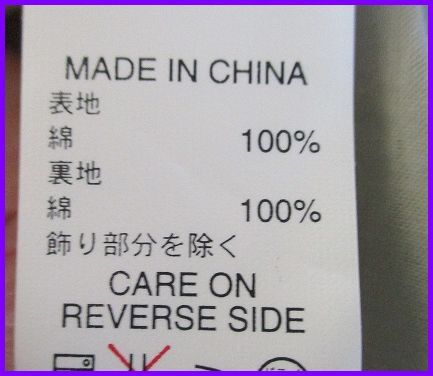 MADE IN CHINA
表地
綿 100%
裏地
綿 100%
飾り部分を除く
CARE ON
REVERSE SIDE